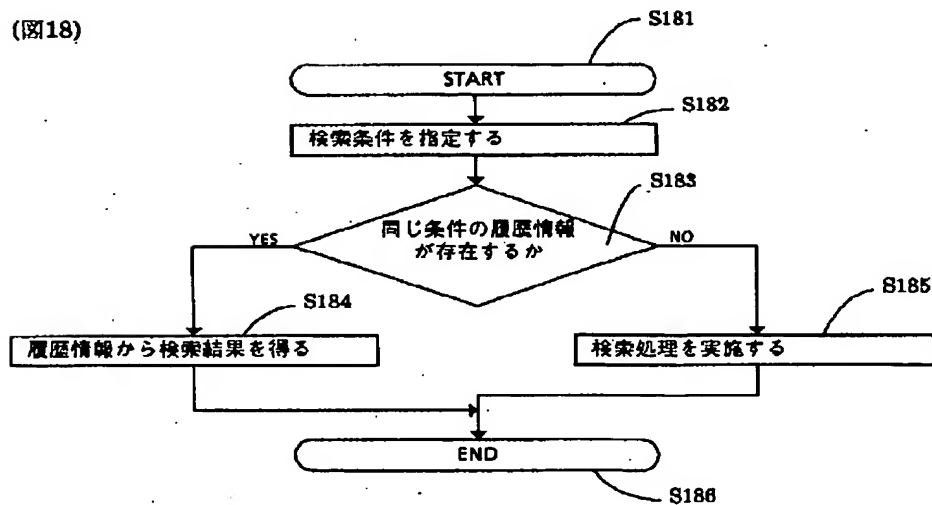 (図18)
S181
START
S182
検索条件を指定する
S183
同じ条件の履歴情報
が存在するか
YES
NO
S184
S185
履歴情報から検索結果を得る
検索処理を実施する
END
S186